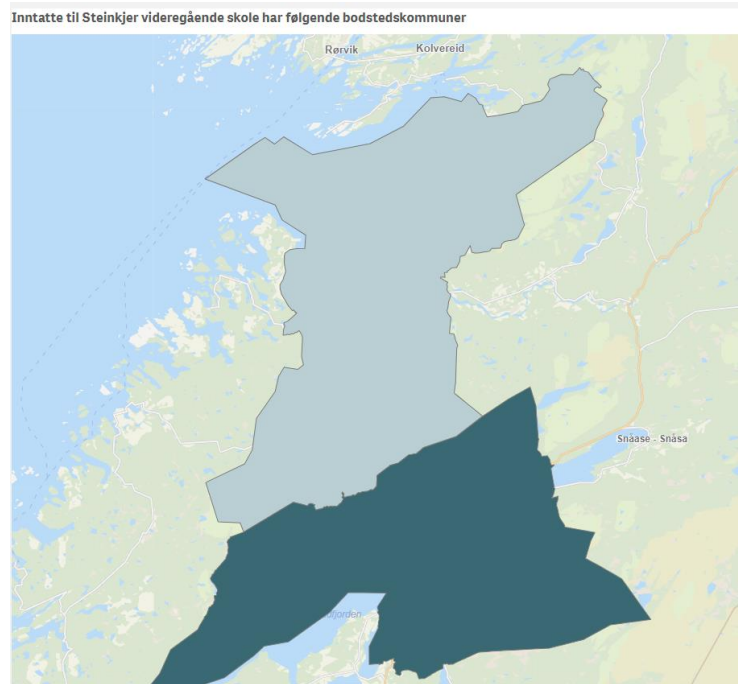 Inntatte til Steinkjer videregående skole har følgende bodstedskommuner
Rørvik
Kolvereid
Snåase - Snåsa